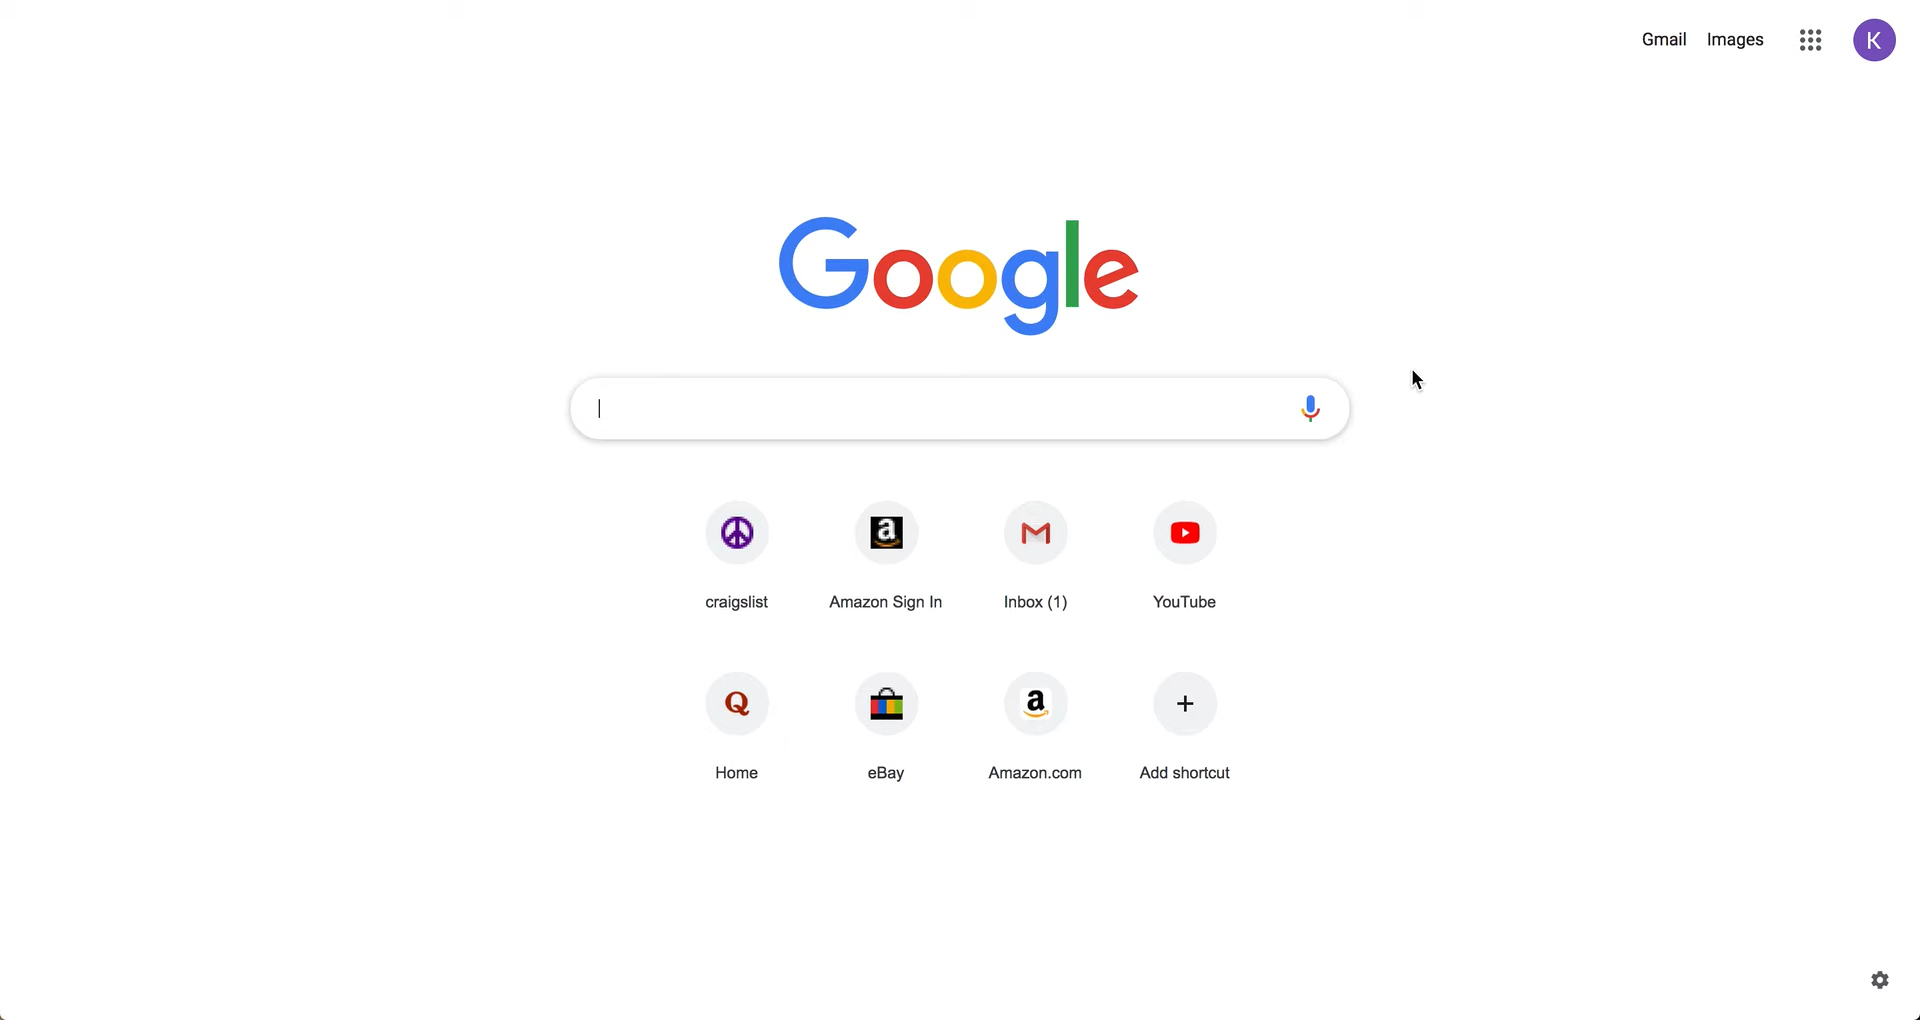 Gmail Images K
Google
craigslist Amazon Sign In Inbox (1) YouTube
Home eBay Amazon.com Add shortcut